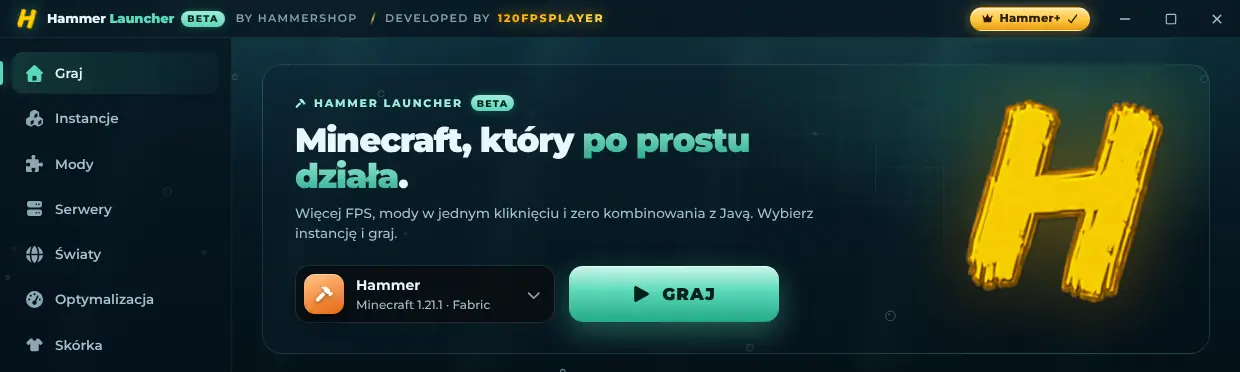 H Hammer Launcher BETA BY HAMMERSHOP / DEVELOPED BY 120FPSPLAYER Hammer+
Graj
Instancje
Mody
Serwery
Światy
Optymalizacja
Skórka
HAMMER LAUNCHER BETA
Minecraft, który po prostu
działa.
Więcej FPS, mody w jednym kliknięciu i zero kombinowania z Javą. Wybierz
instancję i graj.
Hammer
Minecraft 1.21.1 · Fabric
GRAJ
H